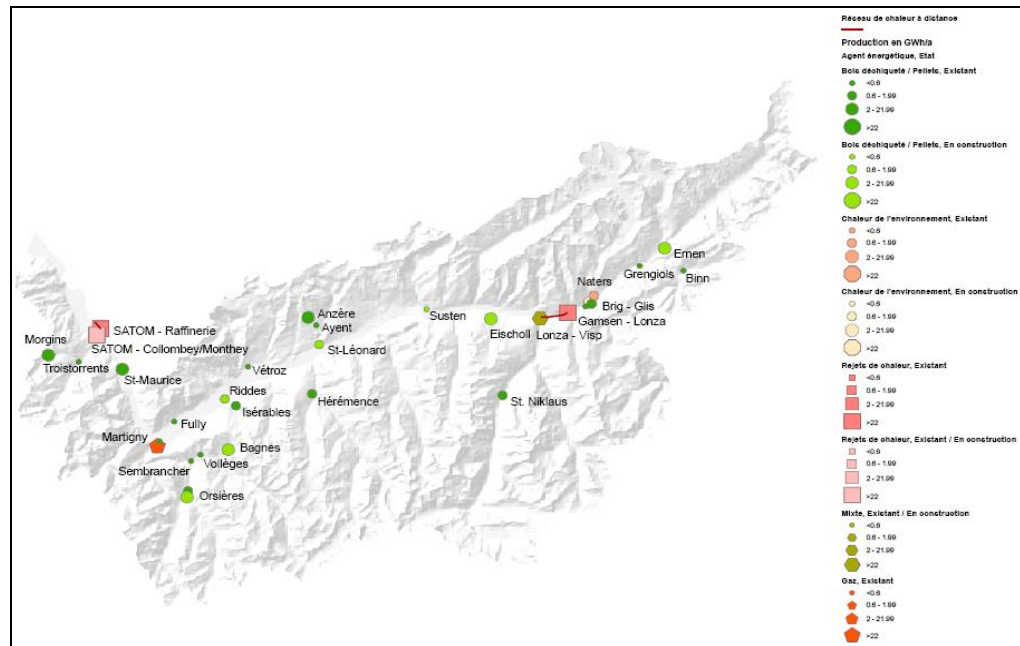 Réseau de chaleur à distance
Production en GWh/a
Agent énergétique, Etat
Bois déchiqueté / Pellets, Existant
<0.6
0.6 - 1.99
2 - 21.99
>22
Bois déchiqueté / Pellets, En construction
<0.6
0.6 - 1.99
2 - 21.99
>22
Chaleur de l'environnement, Existant
<0.6
0.6 - 1.99
2 - 21.99
>22
Chaleur de l'environnement, En construction
<0.6
0.6 - 1.99
2 - 21.99
>22
Rejets de chaleur, Existant
<0.6
0.6 - 1.99
2 - 21.99
>22
Rejets de chaleur, Existant / En construction
<0.6
0.6 - 1.99
2 - 21.99
>22
Mixte, Existant / En construction
<0.6
0.6 - 1.99
2 - 21.99
>22
Gaz, Existant
<0.6
0.6 - 1.99
2 - 21.99
>22
Ernen
Grengiols
Binn
Naters
Brig - Glis
Gamsen - Lonza
Lonza - Visp
Eischoll
Susten
Anzère
Ayent
St-Léonard
SATOM - Raffinerie
SATOM - Collombey/Monthey
Morgins
Troistorrents
St-Maurice
Vétroz
Riddes
Isérables
Hérémence
St. Niklaus
Fully
Martigny
Bagnes
Vollèges
Sembrancher
Orsières